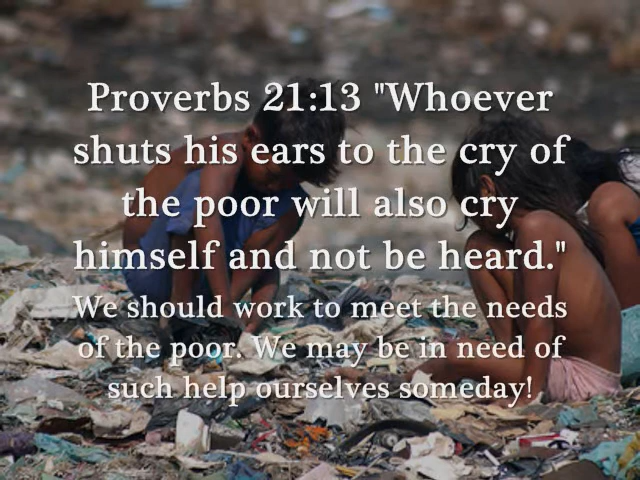 Proverbs 21:13 "Whoever
shuts his ears to the cry of
the poor will also cry
himself and not be heard."
We should work to meet the needs
of the poor. We may be in need of
such help ourselves someday!